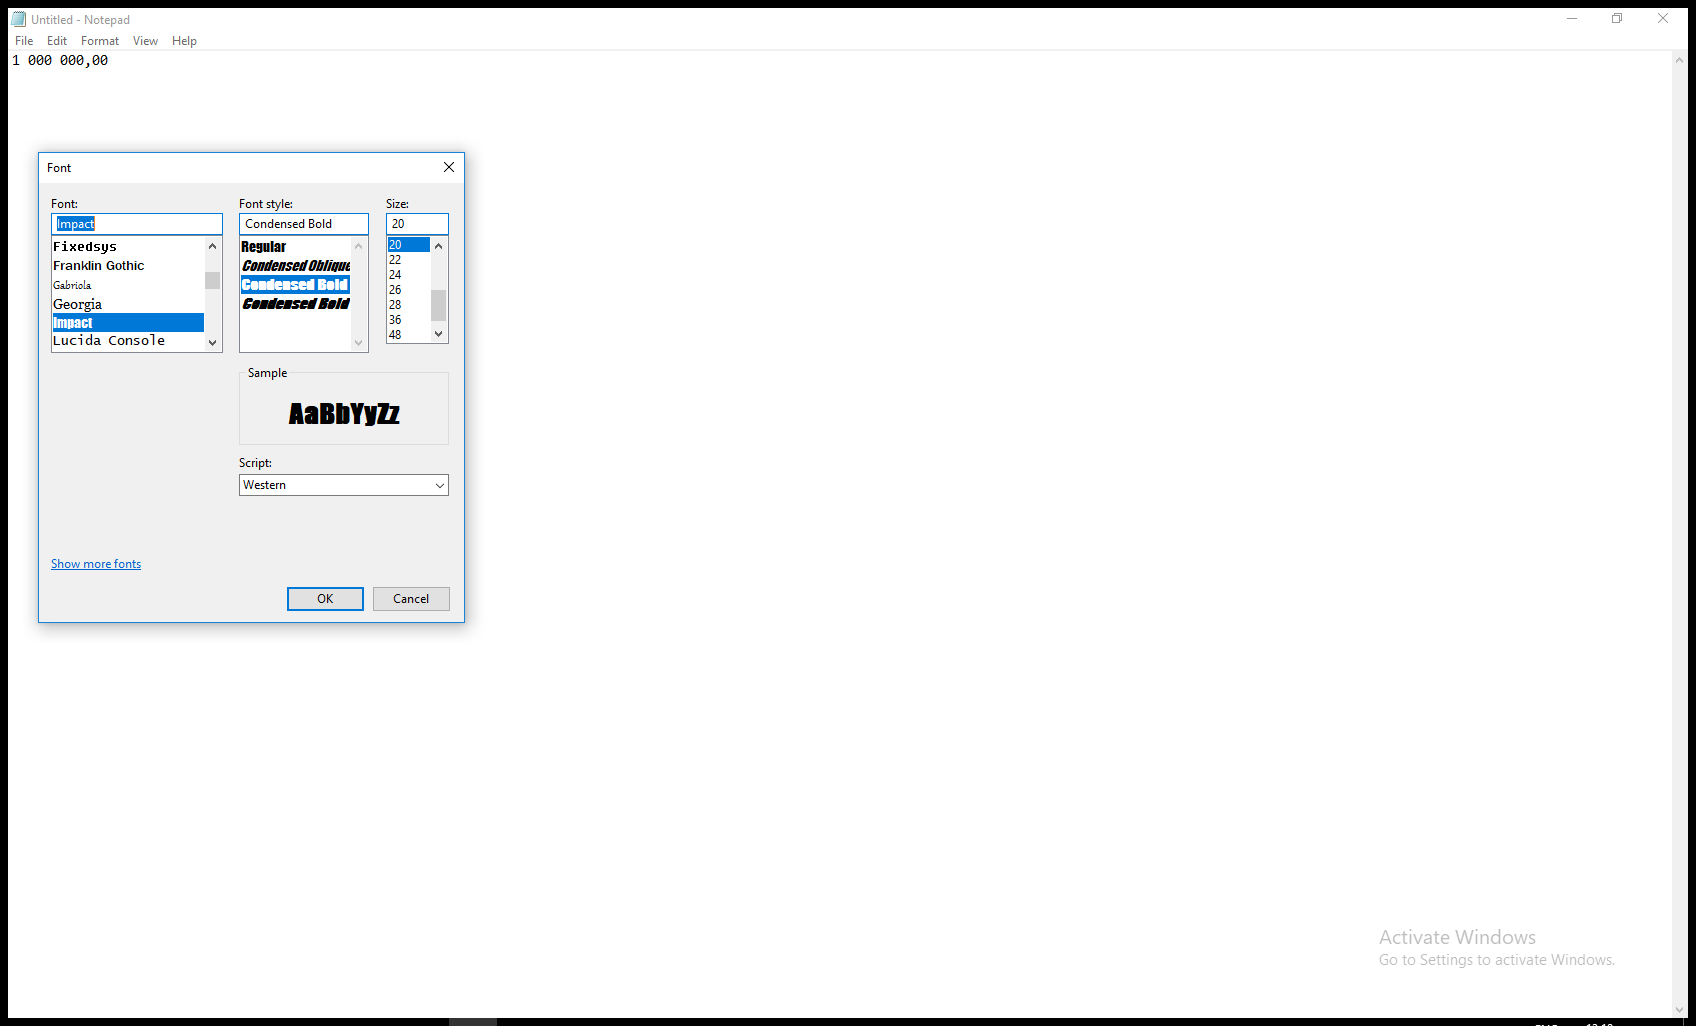 Untitled - Notepad
File Edit Format View Help
1 000 000,00
Font
Font: Font style: Size:
Impact Condensed Bold 20
Fixedsys
Franklin Gothic
Gabriola
Georgia
Impact
Lucida Console
Regular
Condensed Oblique
Condensed Bold
Condensed Bold
20
22
24
26
28
36
48
Sample
AaBbYyZz
Script:
Western
Show more fonts
OK Cancel
Activate Windows
Go to Settings to activate Windows.